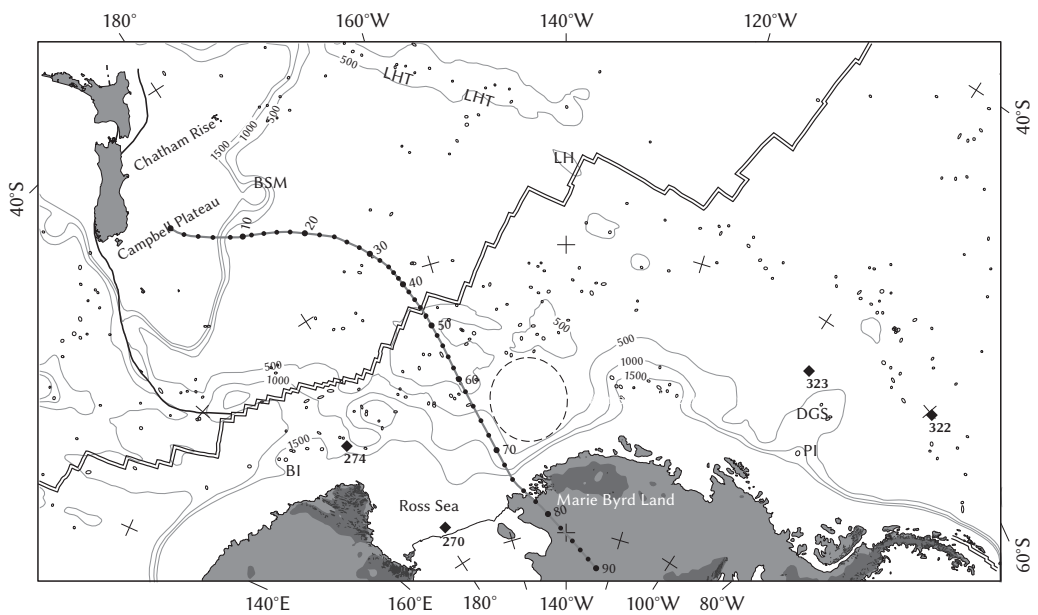 180° 160°W 140°W 120°W
40°S
40°S
60°S
500
LHT
LHT
500
1000
1500
Chatham Rise
LH
BSM
Campbell Plateau
10
20
30
40
50
500
60
500
1000
500
1000
1500
323
DGS
322
70
1500
274
BI
PI
Ross Sea
Marie Byrd Land
80
270
90
140°E 160°E 180° 140°W 100°W 80°W